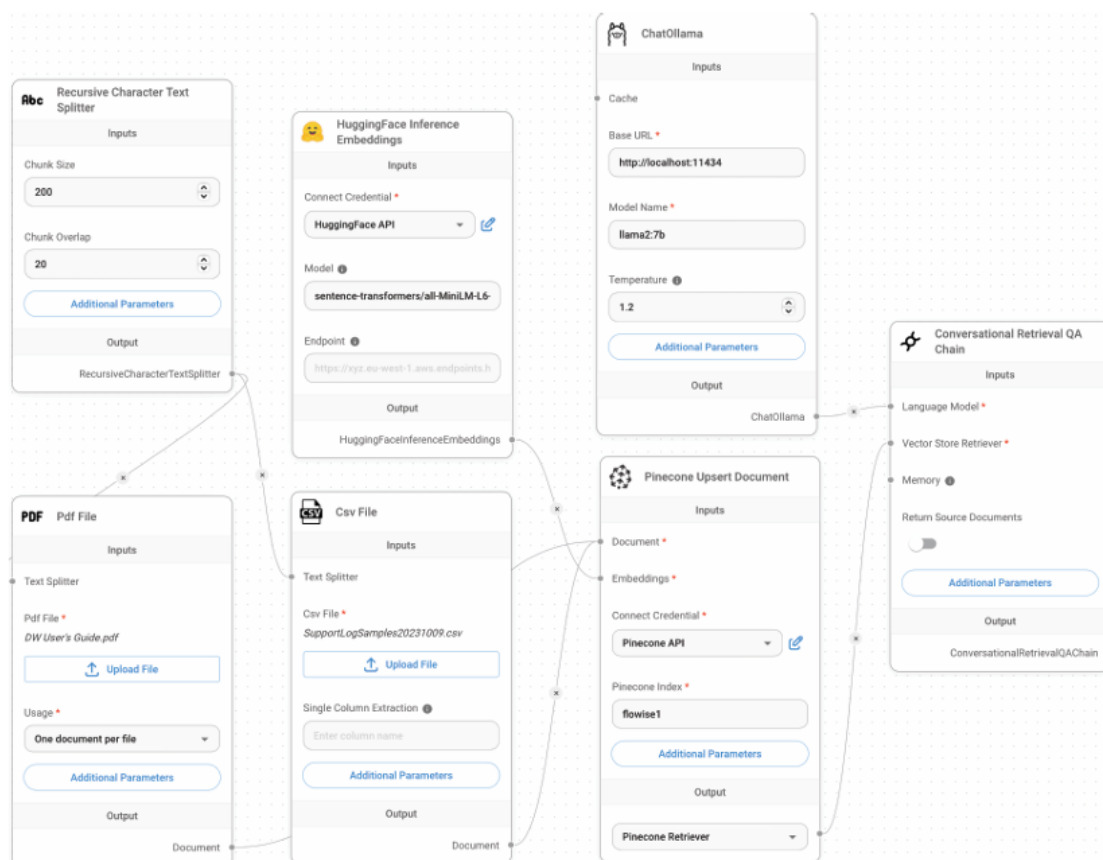 Abc
Recursive Character Text
Splitter
Inputs
Chunk Size
200
Chunk Overlap
20
Additional Parameters
Output
RecursiveCharacterTextSplitter
HuggingFace Inference
Embeddings
Inputs
Connect Credential *
HuggingFace API
Model
sentence-transformers/all-MiniLM-L6-
Endpoint
https://xyz.eu-west-1.aws.endpoints.h
Output
HuggingFaceInferenceEmbeddings
ChatOllama
Inputs
Cache
Base URL *
http://localhost:11434
Model Name *
llama2:7b
Temperature
1.2
Additional Parameters
Output
ChatOllama
Conversational Retrieval QA
Chain
Inputs
Language Model *
Vector Store Retriever *
Memory
Return Source Documents
Additional Parameters
Output
ConversationalRetrievalQAChain
PDF Pdf File
Inputs
Text Splitter
Pdf File *
DW User's Guide.pdf
Upload File
Usage *
One document per file
Additional Parameters
Output
Document
CSV
Csv File
Inputs
Text Splitter
Csv File *
SupportLogSamples20231009.csv
Upload File
Single Column Extraction
Enter column name
Additional Parameters
Output
Document
Pinecone Upsert Document
Inputs
Document *
Embeddings *
Connect Credential *
Pinecone API
Pinecone Index *
flowise1
Additional Parameters
Output
Pinecone Retriever